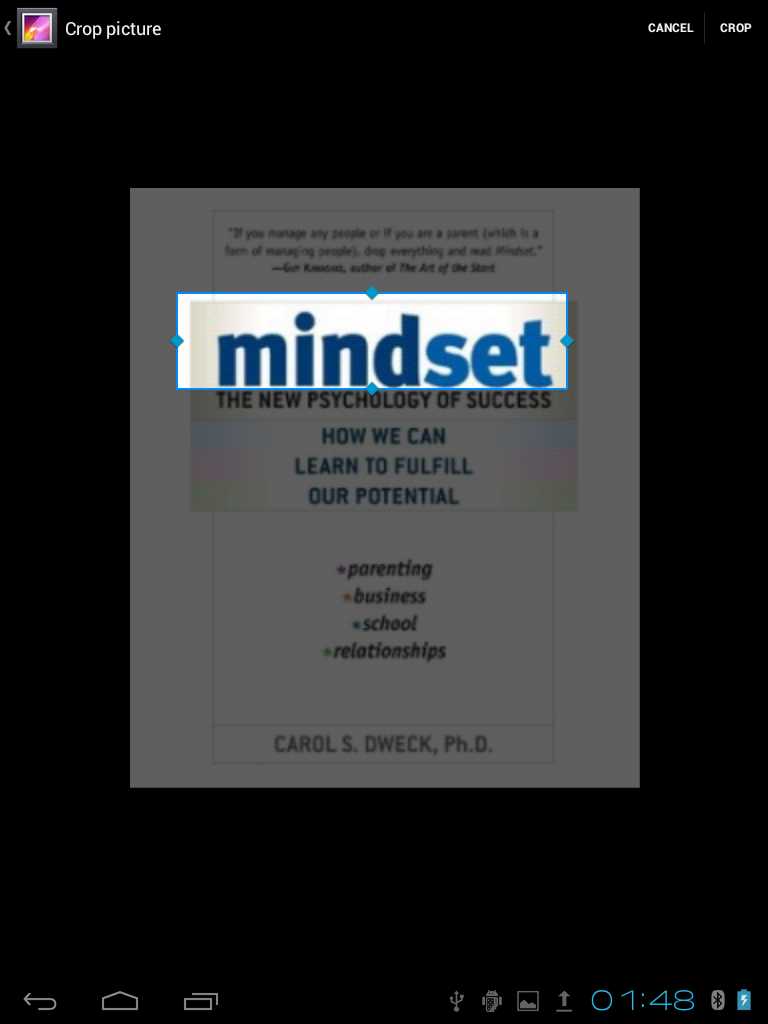 Crop picture
CANCEL
CROP
"If you manage any people or if you are a parent (which is a
form of managing people), drop everything and read Mindset."
—Guy Kawasaki, author of The Art of the Start
mindset
THE NEW PSYCHOLOGY OF SUCCESS
HOW WE CAN
LEARN TO FULFILL
OUR POTENTIAL
*parenting
*business
*school
*relationships
CAROL S. DWECK, Ph.D.
01:48